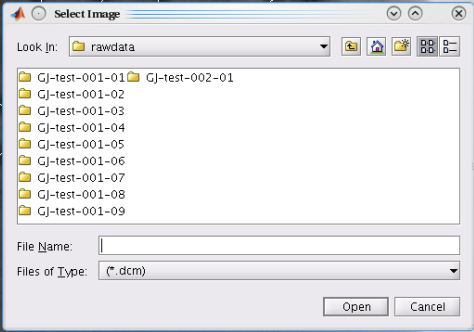 Select Image
Look In: rawdata
GJ-test-001-01 GJ-test-002-01
GJ-test-001-02
GJ-test-001-03
GJ-test-001-04
GJ-test-001-05
GJ-test-001-06
GJ-test-001-07
GJ-test-001-08
GJ-test-001-09
File Name:
Files of Type: (*.dcm)
Open Cancel